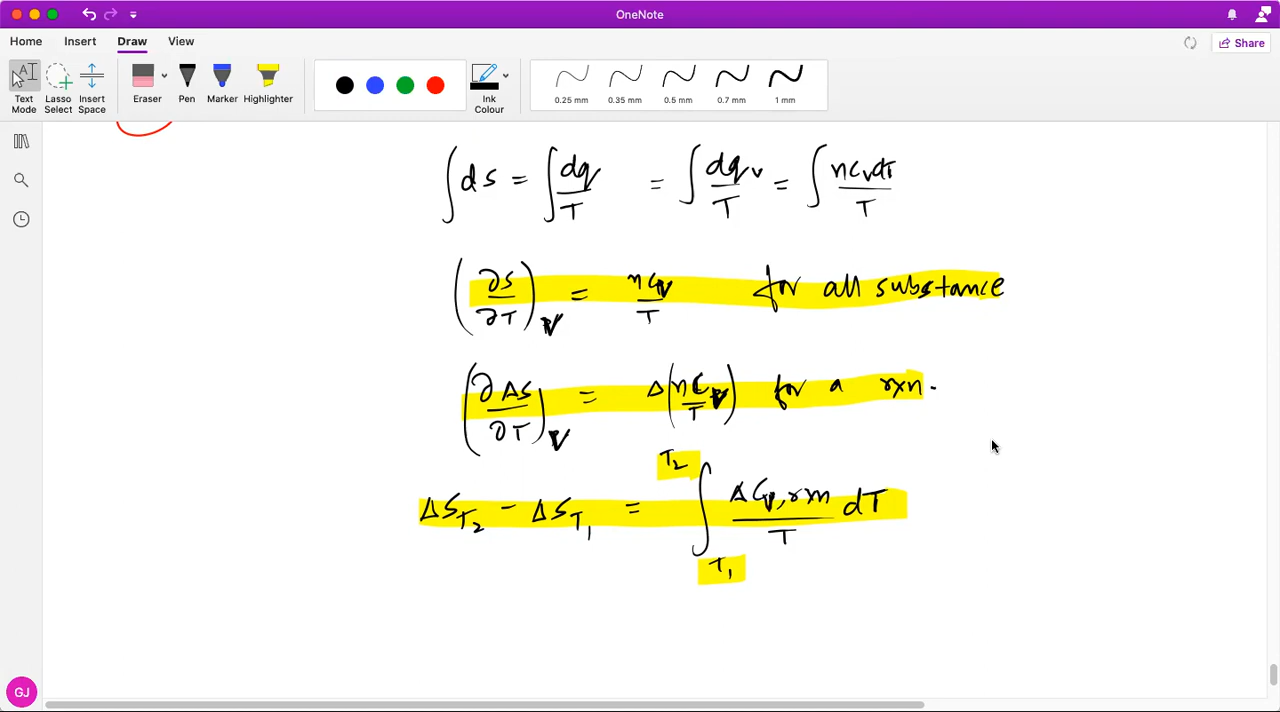 OneNote
Home Insert Draw View
Share
Text Mode
Lasso Select
Insert Space
Eraser
Pen
Marker
Highlighter
Ink Colour
0.25 mm 0.35 mm 0.5 mm 0.7 mm 1 mm
∫dS = ∫dq/T = ∫dqv/T = ∫nCvdT/T
(∂S/∂T)V = nCV/T for all substance
(∂ΔS/∂T)V = Δ(nCV/T) for a rxn.
ΔST2 - ΔST1 = ∫T1T2 ΔCV,rxn/T dT
GJ